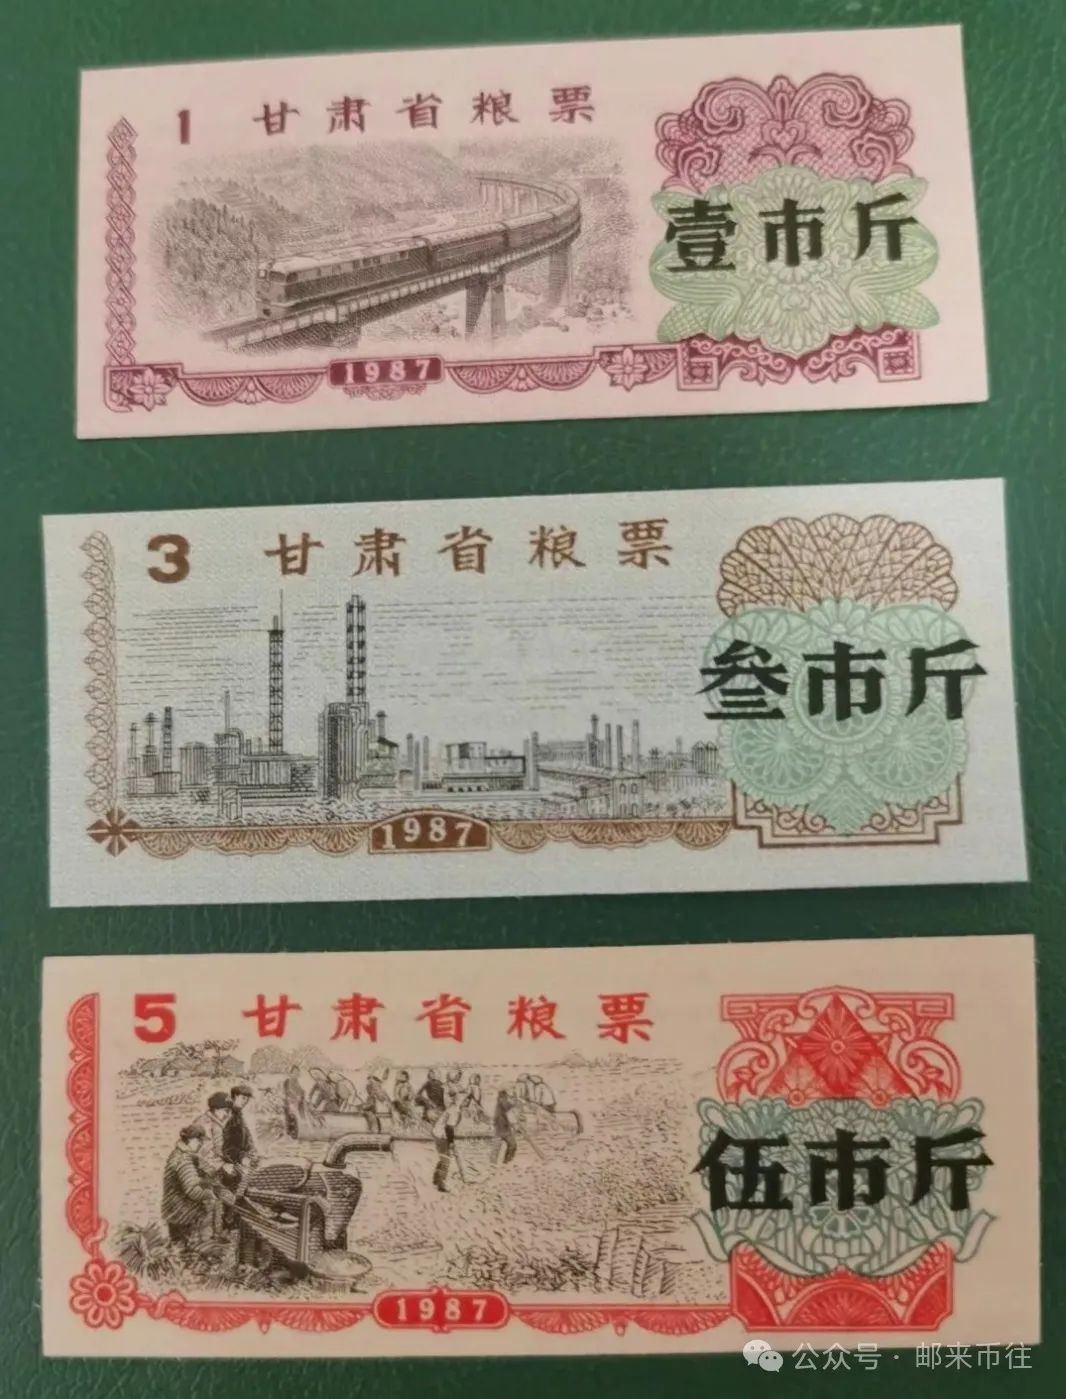 1 甘肃省粮票
壹市斤
1987
3 甘肃省粮票
叁市斤
1987
5 甘肃省粮票
伍市斤
1987
公众号·邮来币往